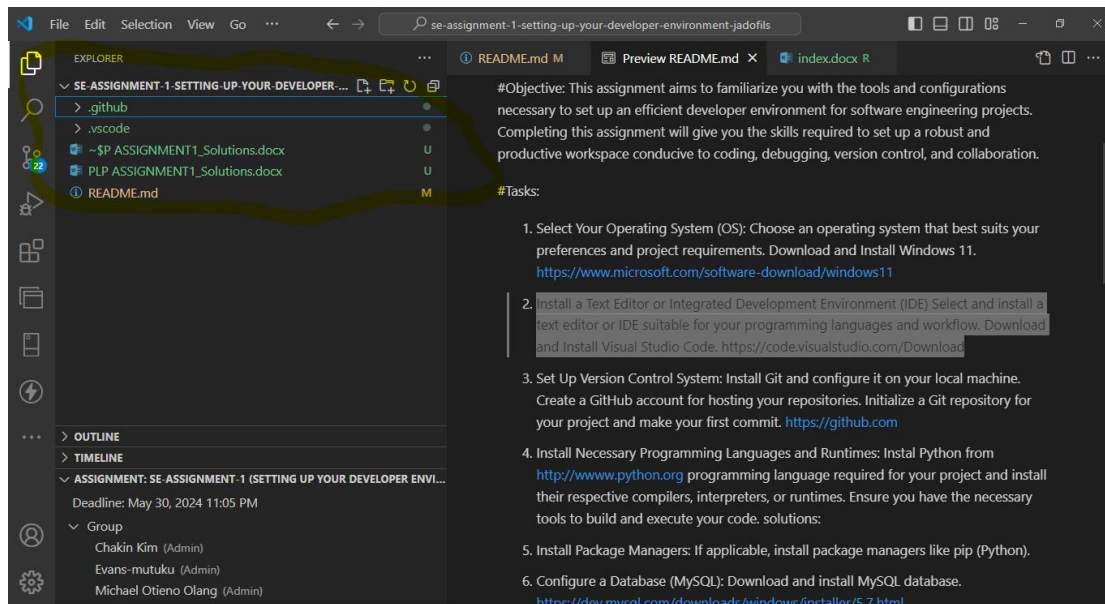 File Edit Selection View Go ...
se-assignment-1-setting-up-your-developer-environment-jadofils
EXPLORER
README.md M
Preview README.md
index.docx R
SE-ASSIGNMENT-1-SETTING-UP-YOUR-DEVELOPER-...
.github
.vscode
~$P ASSIGNMENT1_Solutions.docx U
PLP ASSIGNMENT1_Solutions.docx U
README.md M
22
OUTLINE
TIMELINE
ASSIGNMENT: SE-ASSIGNMENT-1 (SETTING UP YOUR DEVELOPER ENVI...
Deadline: May 30, 2024 11:05 PM
Group
Chakin Kim (Admin)
Evans-mutuku (Admin)
Michael Otieno Olang (Admin)
#Objective: This assignment aims to familiarize you with the tools and configurations
necessary to set up an efficient developer environment for software engineering projects.
Completing this assignment will give you the skills required to set up a robust and
productive workspace conducive to coding, debugging, version control, and collaboration.
#Tasks:
1. Select Your Operating System (OS): Choose an operating system that best suits your
preferences and project requirements. Download and Install Windows 11.
https://www.microsoft.com/software-download/windows11
2. Install a Text Editor or Integrated Development Environment (IDE) Select and install a
text editor or IDE suitable for your programming languages and workflow. Download
and Install Visual Studio Code. https://code.visualstudio.com/Download
3. Set Up Version Control System: Install Git and configure it on your local machine.
Create a GitHub account for hosting your repositories. Initialize a Git repository for
your project and make your first commit. https://github.com
4. Install Necessary Programming Languages and Runtimes: Instal Python from
http://wwww.python.org programming language required for your project and install
their respective compilers, interpreters, or runtimes. Ensure you have the necessary
tools to build and execute your code. solutions:
5. Install Package Managers: If applicable, install package managers like pip (Python).
6. Configure a Database (MySQL): Download and install MySQL database.
https://dev.mysql.com/downloads/windows/installer/5.7.html